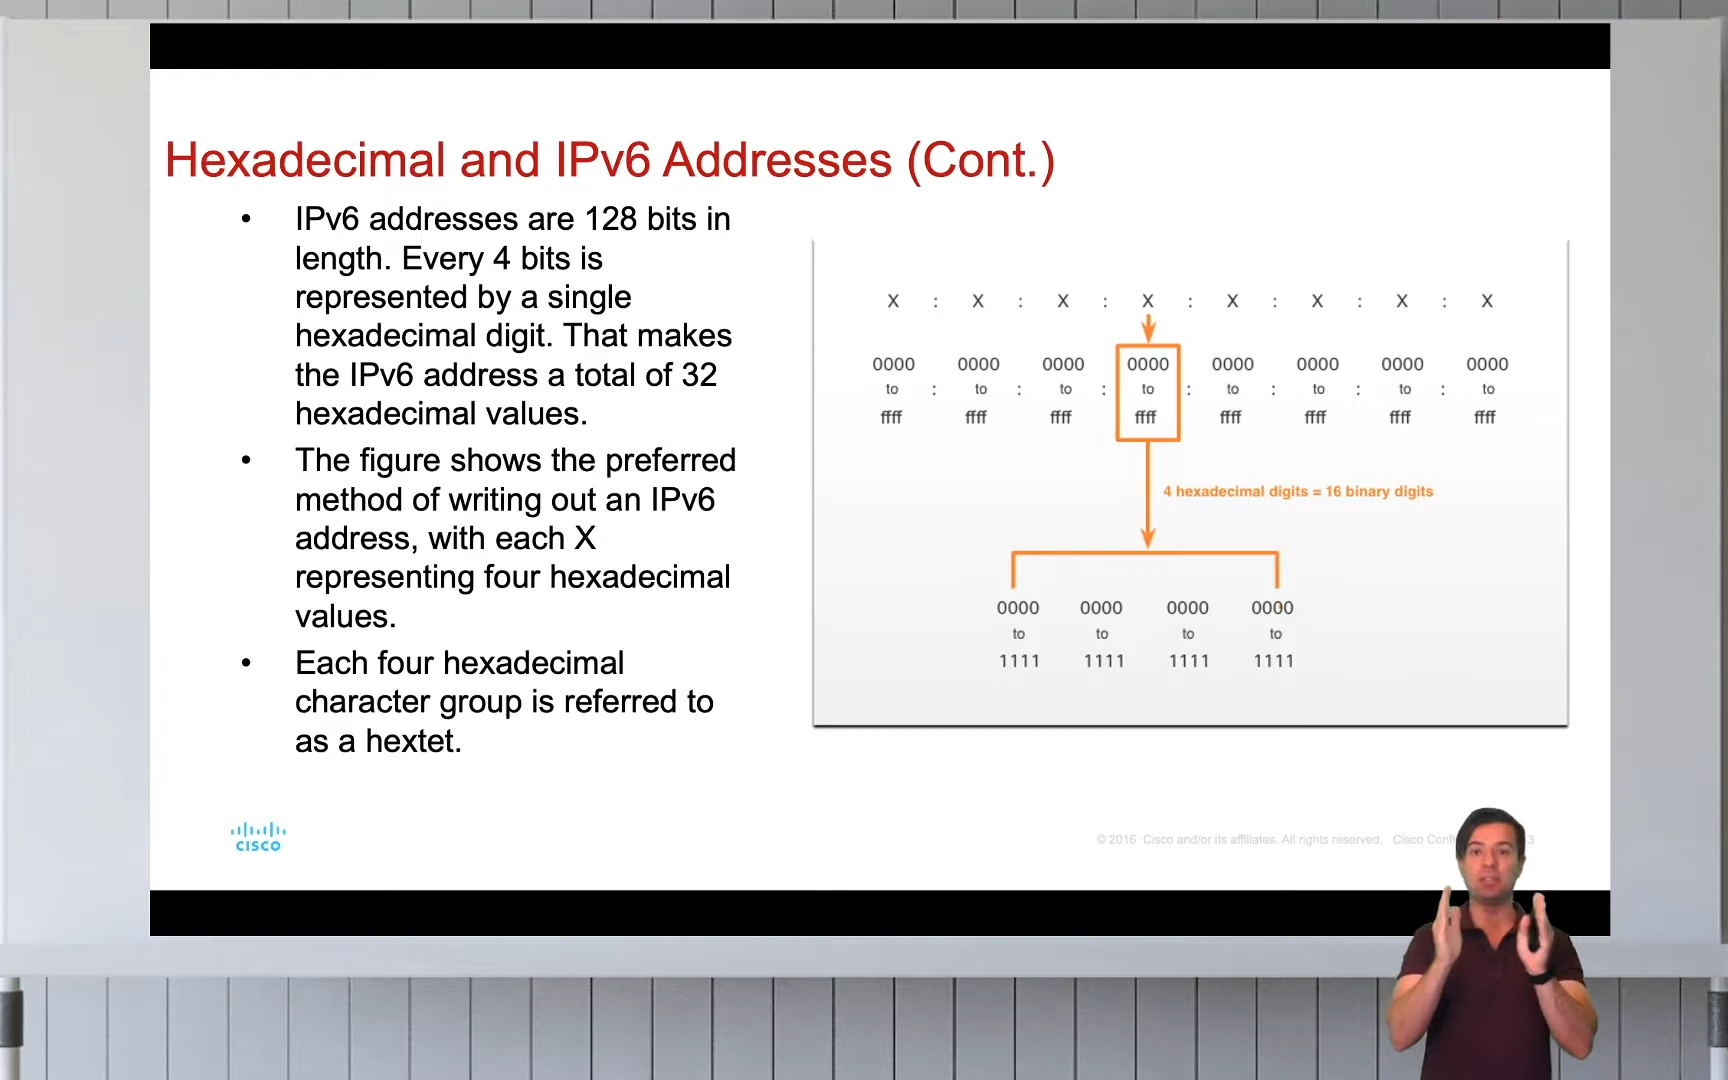 Hexadecimal and IPv6 Addresses (Cont.)
• IPv6 addresses are 128 bits in
length. Every 4 bits is
represented by a single
hexadecimal digit. That makes
the IPv6 address a total of 32
hexadecimal values.
• The figure shows the preferred
method of writing out an IPv6
address, with each X
representing four hexadecimal
values.
• Each four hexadecimal
character group is referred to
as a hextet.
X : X : X : X : X : X : X : X
0000 0000 0000 0000 0000 0000 0000 0000
to : to : to : to : to : to : to : to
ffff ffff ffff ffff ffff ffff ffff ffff
4 hexadecimal digits = 16 binary digits
0000 0000 0000 0000
to to to to
1111 1111 1111 1111
CISCO
© 2016 Cisco and/or its affiliates. All rights reserved. Cisco